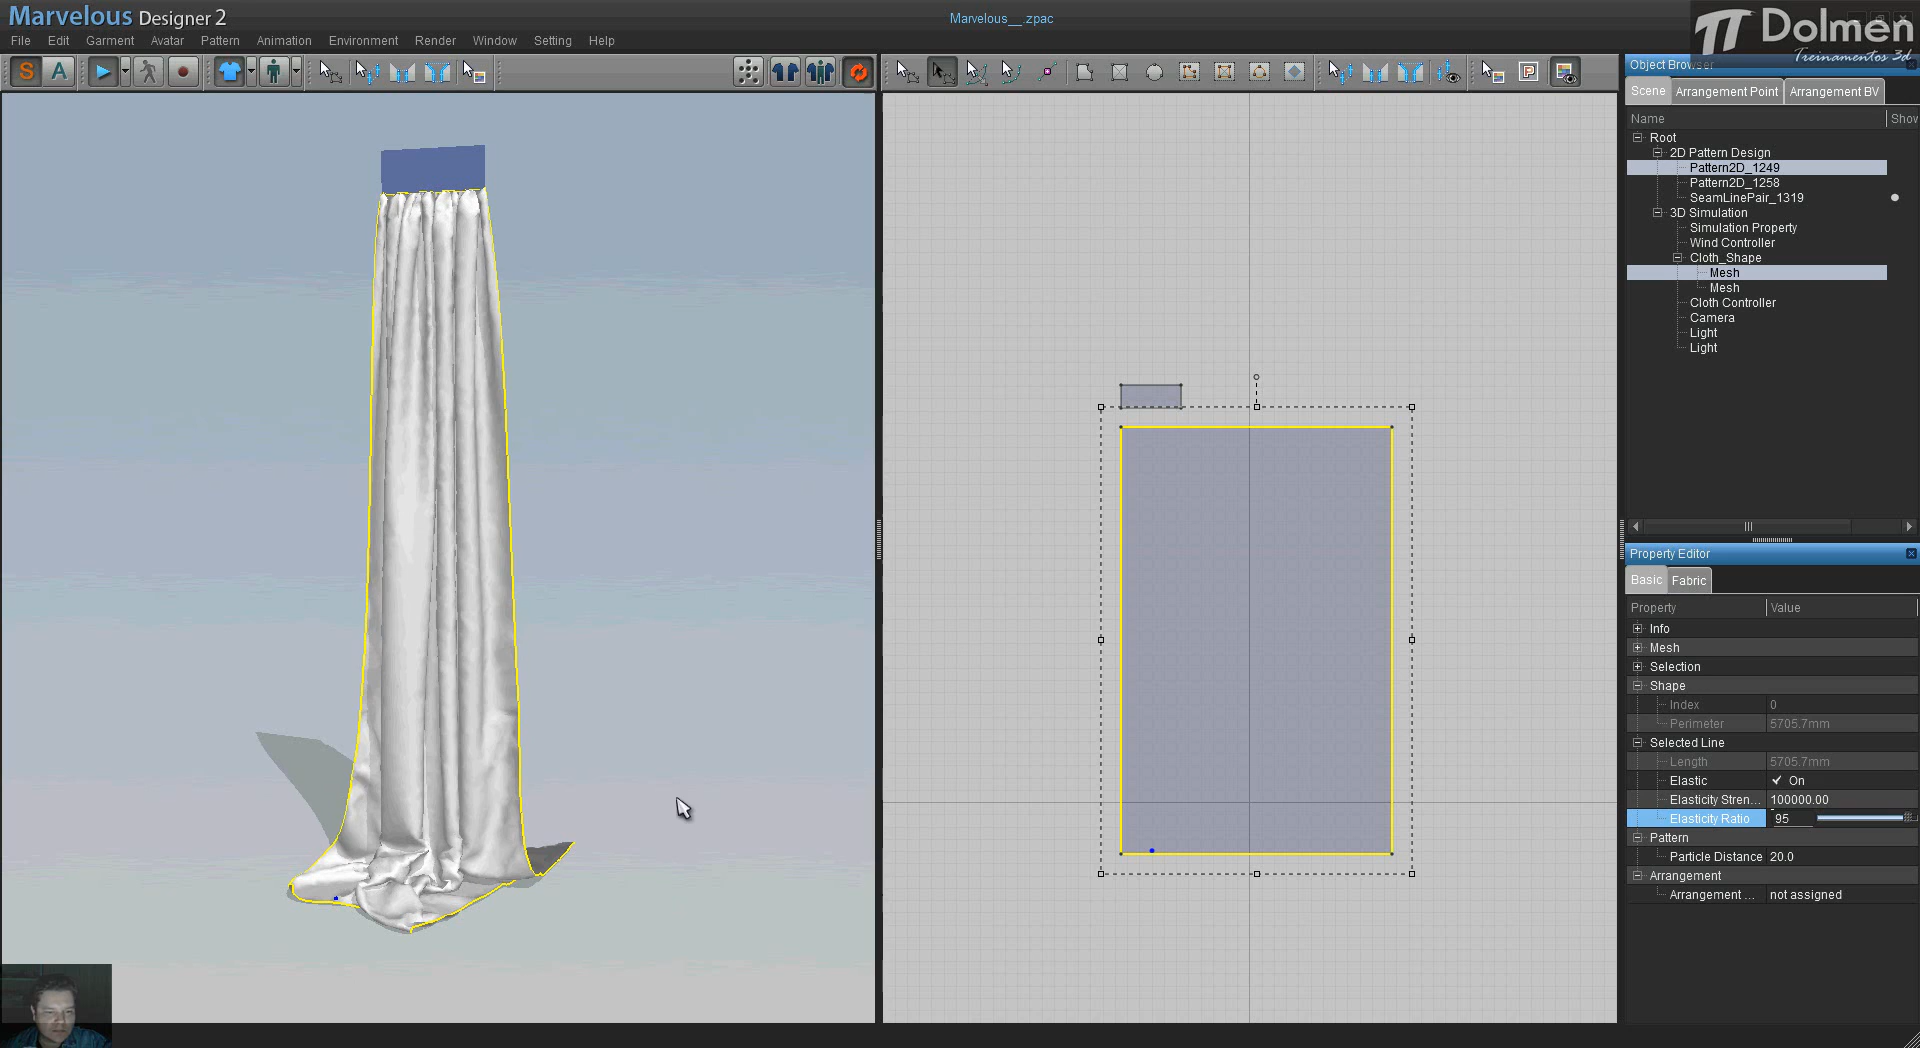 Marvelous Designer 2
Marvelous__.zpac
Dolmen
Treinamentos 3d
File Edit Garment Avatar Pattern Animation Environment Render Window Setting Help
S A
P
Object Browser
Scene Arrangement Point Arrangement BV
Name Show
Root
2D Pattern Design
Pattern2D_1249
Pattern2D_1258
SeamLinePair_1319
3D Simulation
Simulation Property
Wind Controller
Cloth_Shape
Mesh
Mesh
Cloth Controller
Camera
Light
Light
Property Editor
Basic Fabric
Property Value
Info
Mesh
Selection
Shape
Index 0
Perimeter 5705.7mm
Selected Line
Length 5705.7mm
Elastic On
Elasticity Stren... 100000.00
Elasticity Ratio 95
Pattern
Particle Distance 20.0
Arrangement
Arrangement ... not assigned